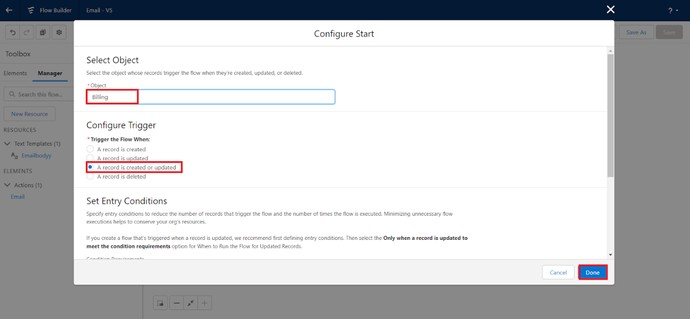 Flow Builder
Email - V5
?
Save As
Save
Toolbox
Elements
Manager
Search this flow...
New Resource
RESOURCES
Text Templates (1)
Emailbodyy
ELEMENTS
Actions (1)
Email
Configure Start
Select Object
Select the object whose records trigger the flow when they're created, updated, or deleted.
*Object
Billing
Configure Trigger
*Trigger the Flow When:
A record is created
A record is updated
A record is created or updated
A record is deleted
Set Entry Conditions
Specify entry conditions to reduce the number of records that trigger the flow and the number of times the flow is executed. Minimizing unnecessary flow
executions helps to conserve your org's resources.
If you create a flow that's triggered when a record is updated, we recommend first defining entry conditions. Then select the Only when a record is updated to
meet the condition requirements option for When to Run the Flow for Updated Records.
Condition Requirements
Cancel
Done